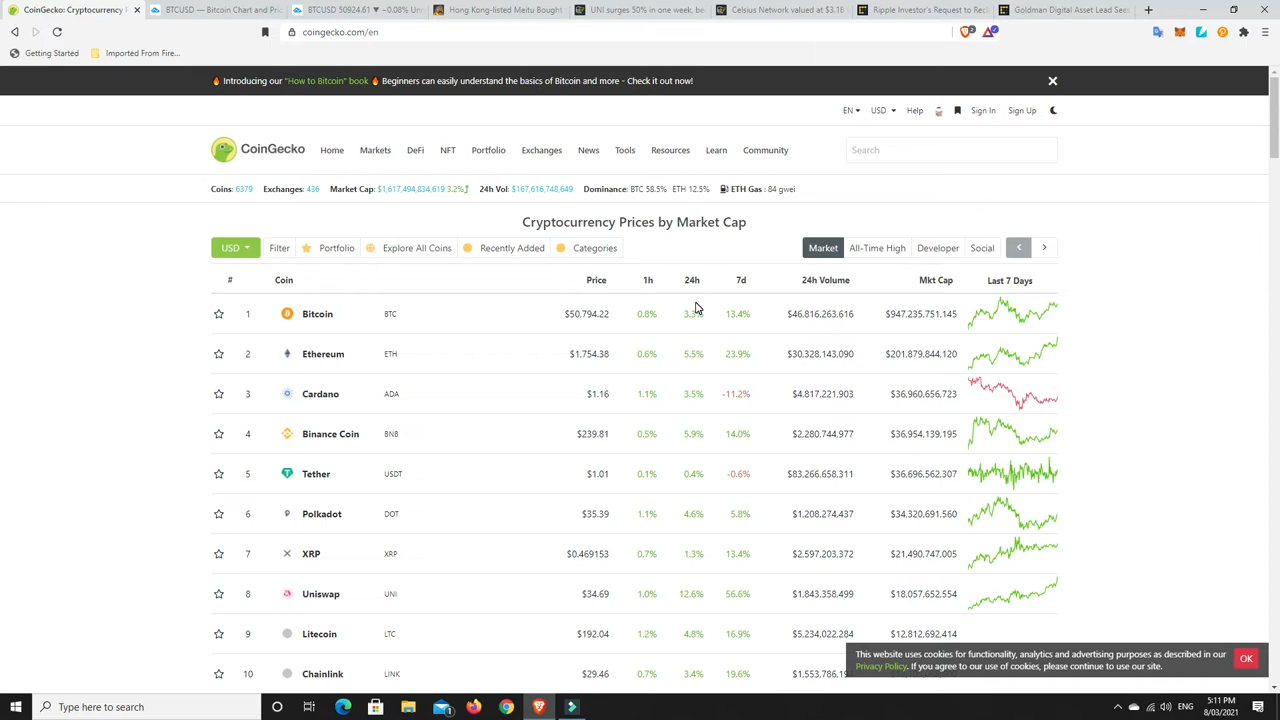 CoinGecko: Cryptocurrency P
BTCUSD — Bitcoin Chart and Pri
BTCUSD 50924.61 ▼ −0.08% Unn
Hong Kong-listed Meitu Bought
UNI surges 50% in one week, be
Celsius Network valued at $3.1B
Ripple Investor's Request to Recl
Goldman Digital Asset Lead Sees
coingecko.com/en
Getting Started
Imported From Fire...
Introducing our "How to Bitcoin" book Beginners can easily understand the basics of Bitcoin and more - Check it out now!
EN USD Help Sign In Sign Up
CoinGecko Home Markets DeFi NFT Portfolio Exchanges News Tools Resources Learn Community Search
Coins: 6379 Exchanges: 436 Market Cap: $1,617,494,834,619 3.2% 24h Vol: $167,616,748,649 Dominance: BTC 58.5% ETH 12.5% ETH Gas : 84 gwei
Cryptocurrency Prices by Market Cap
USD Filter Portfolio Explore All Coins Recently Added Categories Market All-Time High Developer Social < >
# Coin Price 1h 24h 7d 24h Volume Mkt Cap Last 7 Days
1 Bitcoin BTC $50,794.22 0.8% 13.4% $46,816,263,616 $947,235,751,145
2 Ethereum ETH $1,754.38 0.6% 5.5% 23.9% $30,328,143,090 $201,879,844,120
3 Cardano ADA $1.16 1.1% 3.5% -11.2% $4,817,221,903 $36,960,656,723
4 Binance Coin BNB $239.81 0.5% 5.9% 14.0% $2,280,744,977 $36,954,139,195
5 Tether USDT $1.01 0.1% 0.4% -0.6% $83,266,658,311 $36,696,562,307
6 Polkadot DOT $35.39 1.1% 4.6% 5.8% $1,208,274,437 $34,320,691,560
7 XRP XRP $0.469153 0.7% 1.3% 13.4% $2,597,203,372 $21,490,747,005
8 Uniswap UNI $34.69 1.0% 12.6% 56.6% $1,843,358,499 $18,057,652,554
9 Litecoin LTC $192.04 1.2% 4.8% 16.9% $5,234,022,284 $12,812,692,414
10 Chainlink LINK $29.46 0.7% 3.4% 19.6%
This website uses cookies for functionality, analytics and advertising purposes as described in our
Privacy Policy. If you agree to our use of cookies, please continue to use our site.
OK
Type here to search
ENG
5:11 PM
8/03/2021